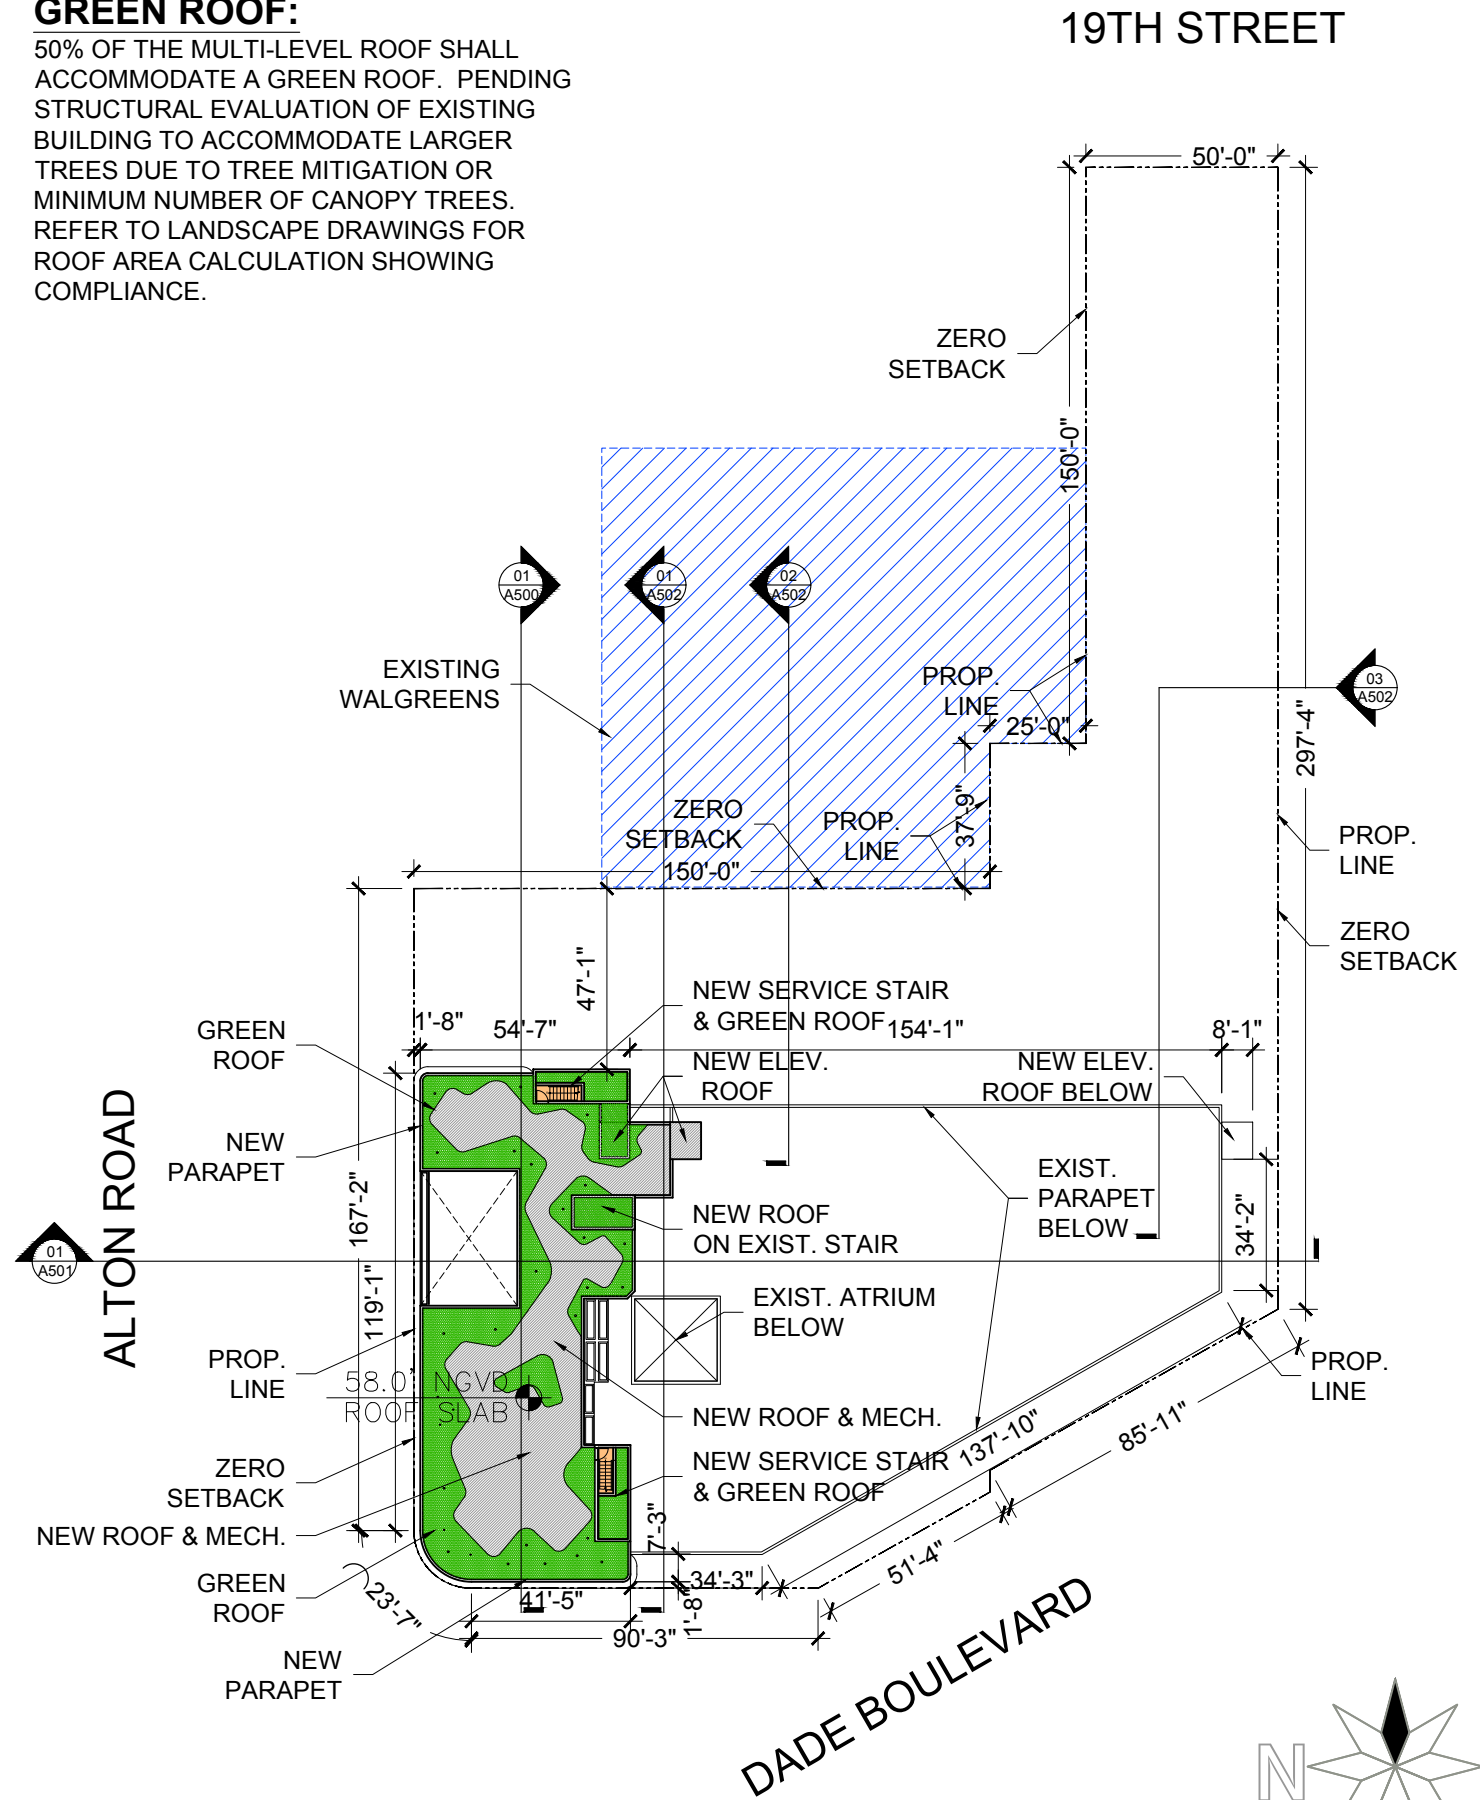 GREEN ROOF:
50% OF THE MULTI-LEVEL ROOF SHALL
ACCOMMODATE A GREEN ROOF. PENDING
STRUCTURAL EVALUATION OF EXISTING
BUILDING TO ACCOMMODATE LARGER
TREES DUE TO TREE MITIGATION OR
MINIMUM NUMBER OF CANOPY TREES.
REFER TO LANDSCAPE DRAWINGS FOR
ROOF AREA CALCULATION SHOWING
COMPLIANCE.
19TH STREET
50'-0"
ZERO
SETBACK
150'-0"
01
A500
01
A502
02
A502
EXISTING
WALGREENS
PROP.
LINE
25'-0"
03
A502
297'-4"
ZERO
SETBACK
150'-0"
PROP.
LINE
37'-9"
PROP.
LINE
ZERO
SETBACK
47'-1"
NEW SERVICE STAIR
& GREEN ROOF
154'-1"
8'-1"
1'-8"
54'-7"
GREEN
ROOF
NEW ELEV.
ROOF
NEW ELEV.
ROOF BELOW
NEW
PARAPET
ALTON ROAD
167'-2"
119'-1"
EXIST.
PARAPET
BELOW
34'-2"
NEW ROOF
ON EXIST. STAIR
01
A501
EXIST. ATRIUM
BELOW
PROP.
LINE
58.0' NGVD
ROOF SLAB
PROP.
LINE
NEW ROOF & MECH.
137'-10"
85'-11"
ZERO
SETBACK
NEW SERVICE STAIR
& GREEN ROOF
NEW ROOF & MECH.
7'-3"
51'-4"
GREEN
ROOF
23'-7"
41'-5"
34'-3"
1'-8"
90'-3"
NEW
PARAPET
DADE BOULEVARD
N